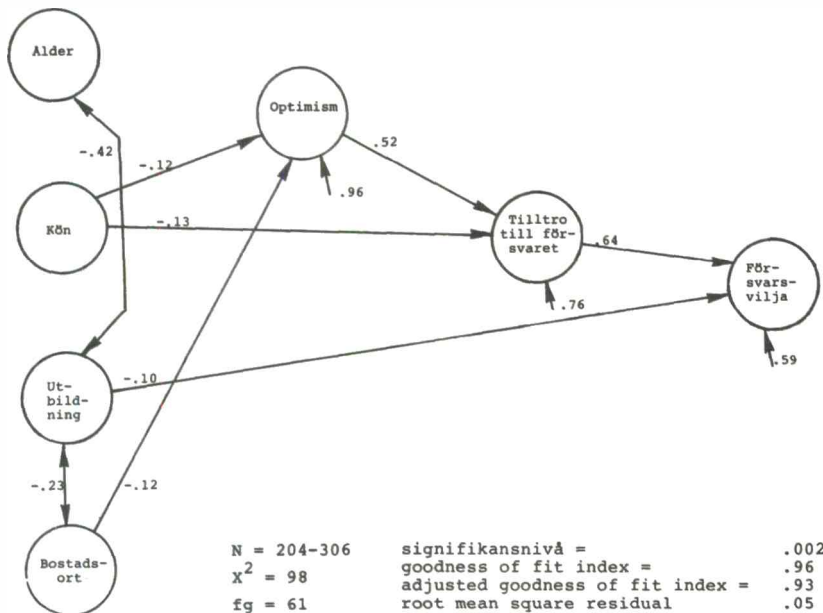 Ålder
Optimism
-.42
-.12
.52
.96
Kön
-.13
Tilltro
till för-
svaret
.64
För-
svars-
vilja
.76
.59
Ut-
bild-
ning
-.10
-.23
-.12
Bostads-
ort
N = 204-306
X² = 98
fg = 61
signifikansnivå = .002
goodness of fit index = .96
adjusted goodness of fit index = .93
root mean square residual .05